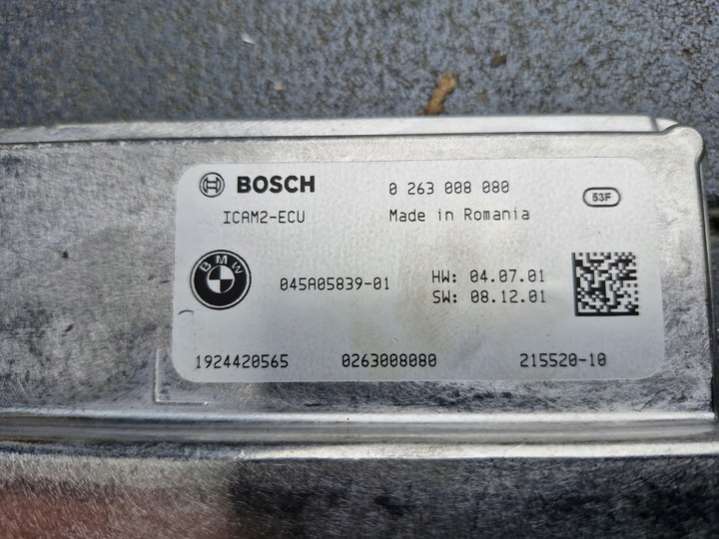 BOSCH 0 263 008 080
53F
ICAM2-ECU Made in Romania
BMW
045A05839-01 HW: 04.07.01
SW: 08.12.01
1924420565 0263008080 215520-10